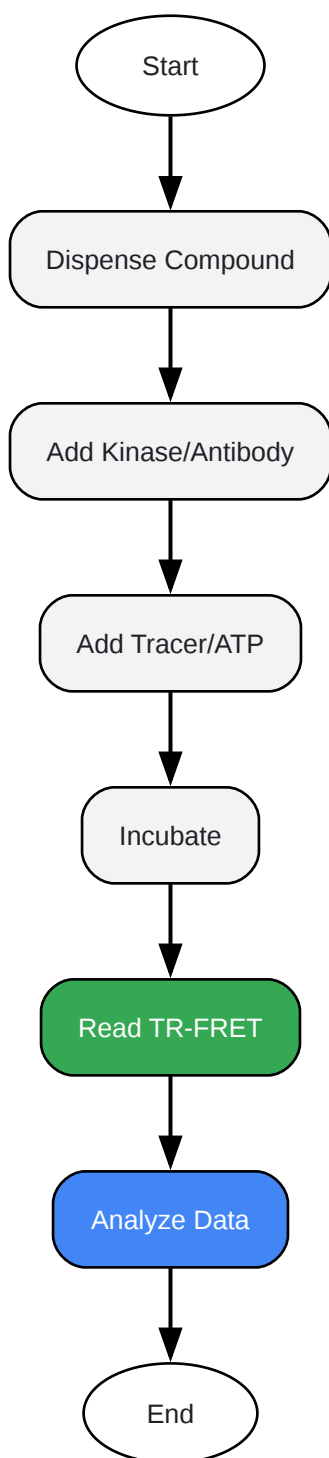 Start
Dispense Compound
Add Kinase/Antibody
Add Tracer/ATP
Incubate
Read TR-FRET
Analyze Data
End